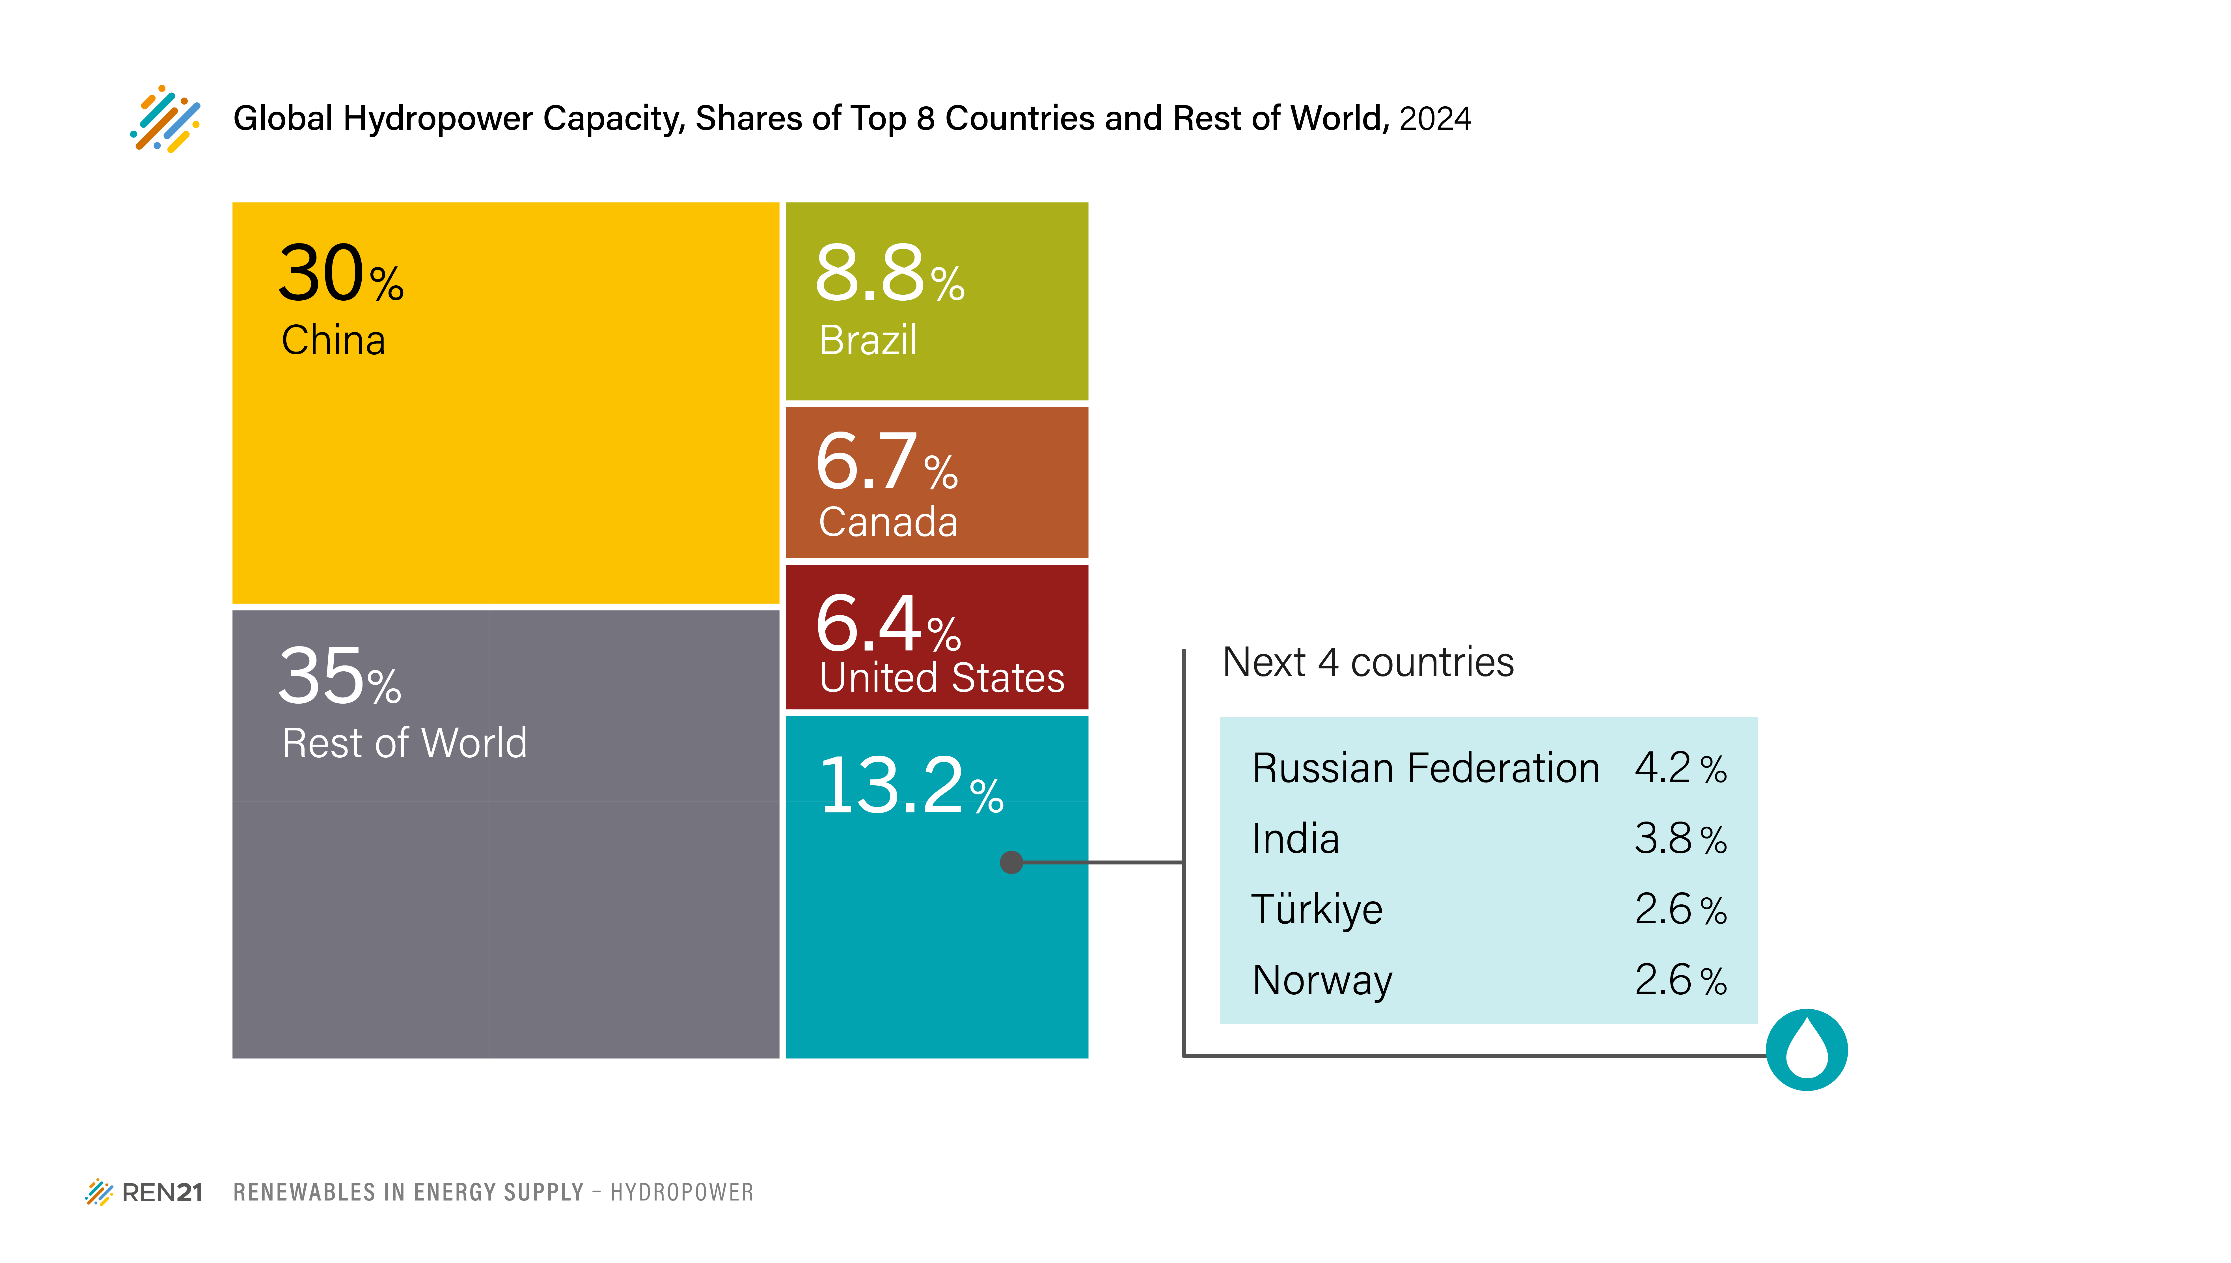 Global Hydropower Capacity, Shares of Top 8 Countries and Rest of World, 2024
30%
China
35%
Rest of World
8.8%
Brazil
6.7%
Canada
6.4%
United States
13.2%
Next 4 countries
Russian Federation 4.2%
India 3.8%
Türkiye 2.6%
Norway 2.6%
REN21 RENEWABLES IN ENERGY SUPPLY – HYDROPOWER